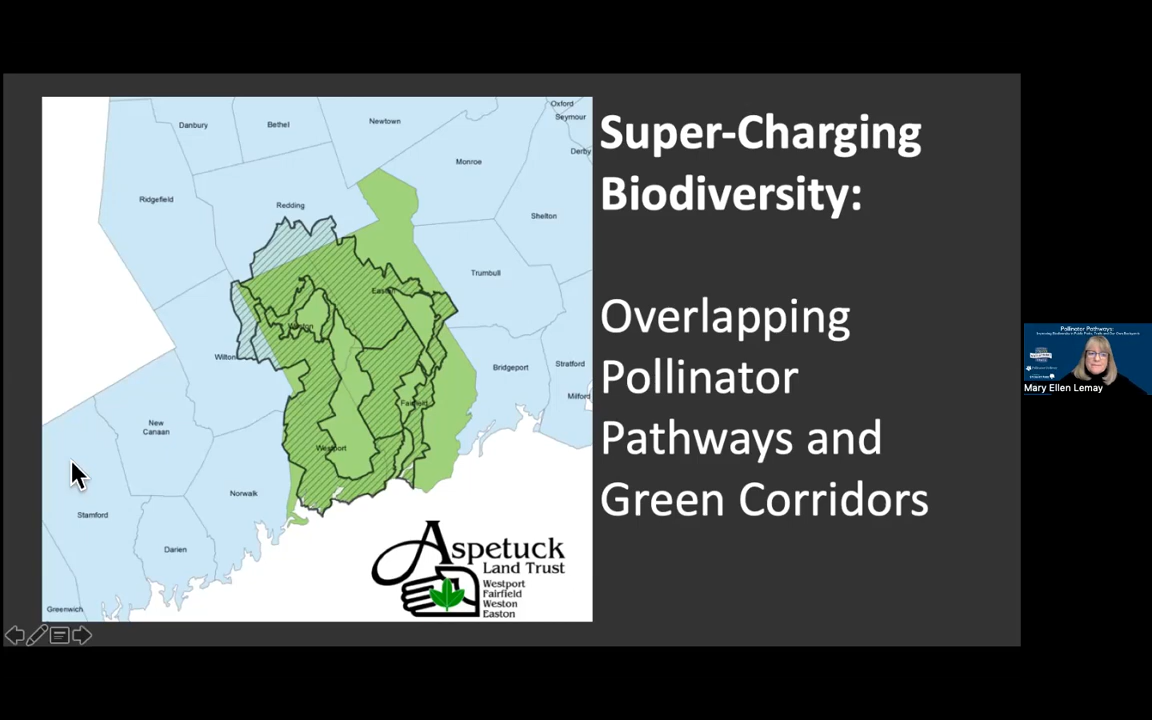 Oxford
Danbury
Bethel
Newtown
Seymour
Derby
Monroe
Ridgefield
Redding
Shelton
Trumbull
Easton
Weston
Wilton
Bridgeport
Stratford
Milford
Fairfield
New
Canaan
Westport
Norwalk
Stamford
Darien
Greenwich
Aspetuck
Land Trust
Westport
Fairfield
Weston
Easton
Super-Charging
Biodiversity:
Overlapping
Pollinator
Pathways and
Green Corridors
Pollinator Pathways:
Mary Ellen Lemay